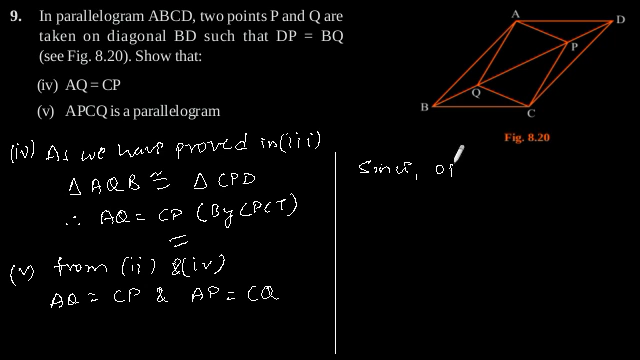 9. In parallelogram ABCD, two points P and Q are
taken on diagonal BD such that DP = BQ
(see Fig. 8.20). Show that:
(iv) AQ = CP
(v) APCQ is a parallelogram
A
D
P
Q
B
C
Fig. 8.20
(iv) As we have proved in (iii)
Δ AQB ≅ Δ CPD
∴ AQ = CP (By CPCT)
(v) from (ii) & (iv)
AQ = CP & AP = CQ
Since,